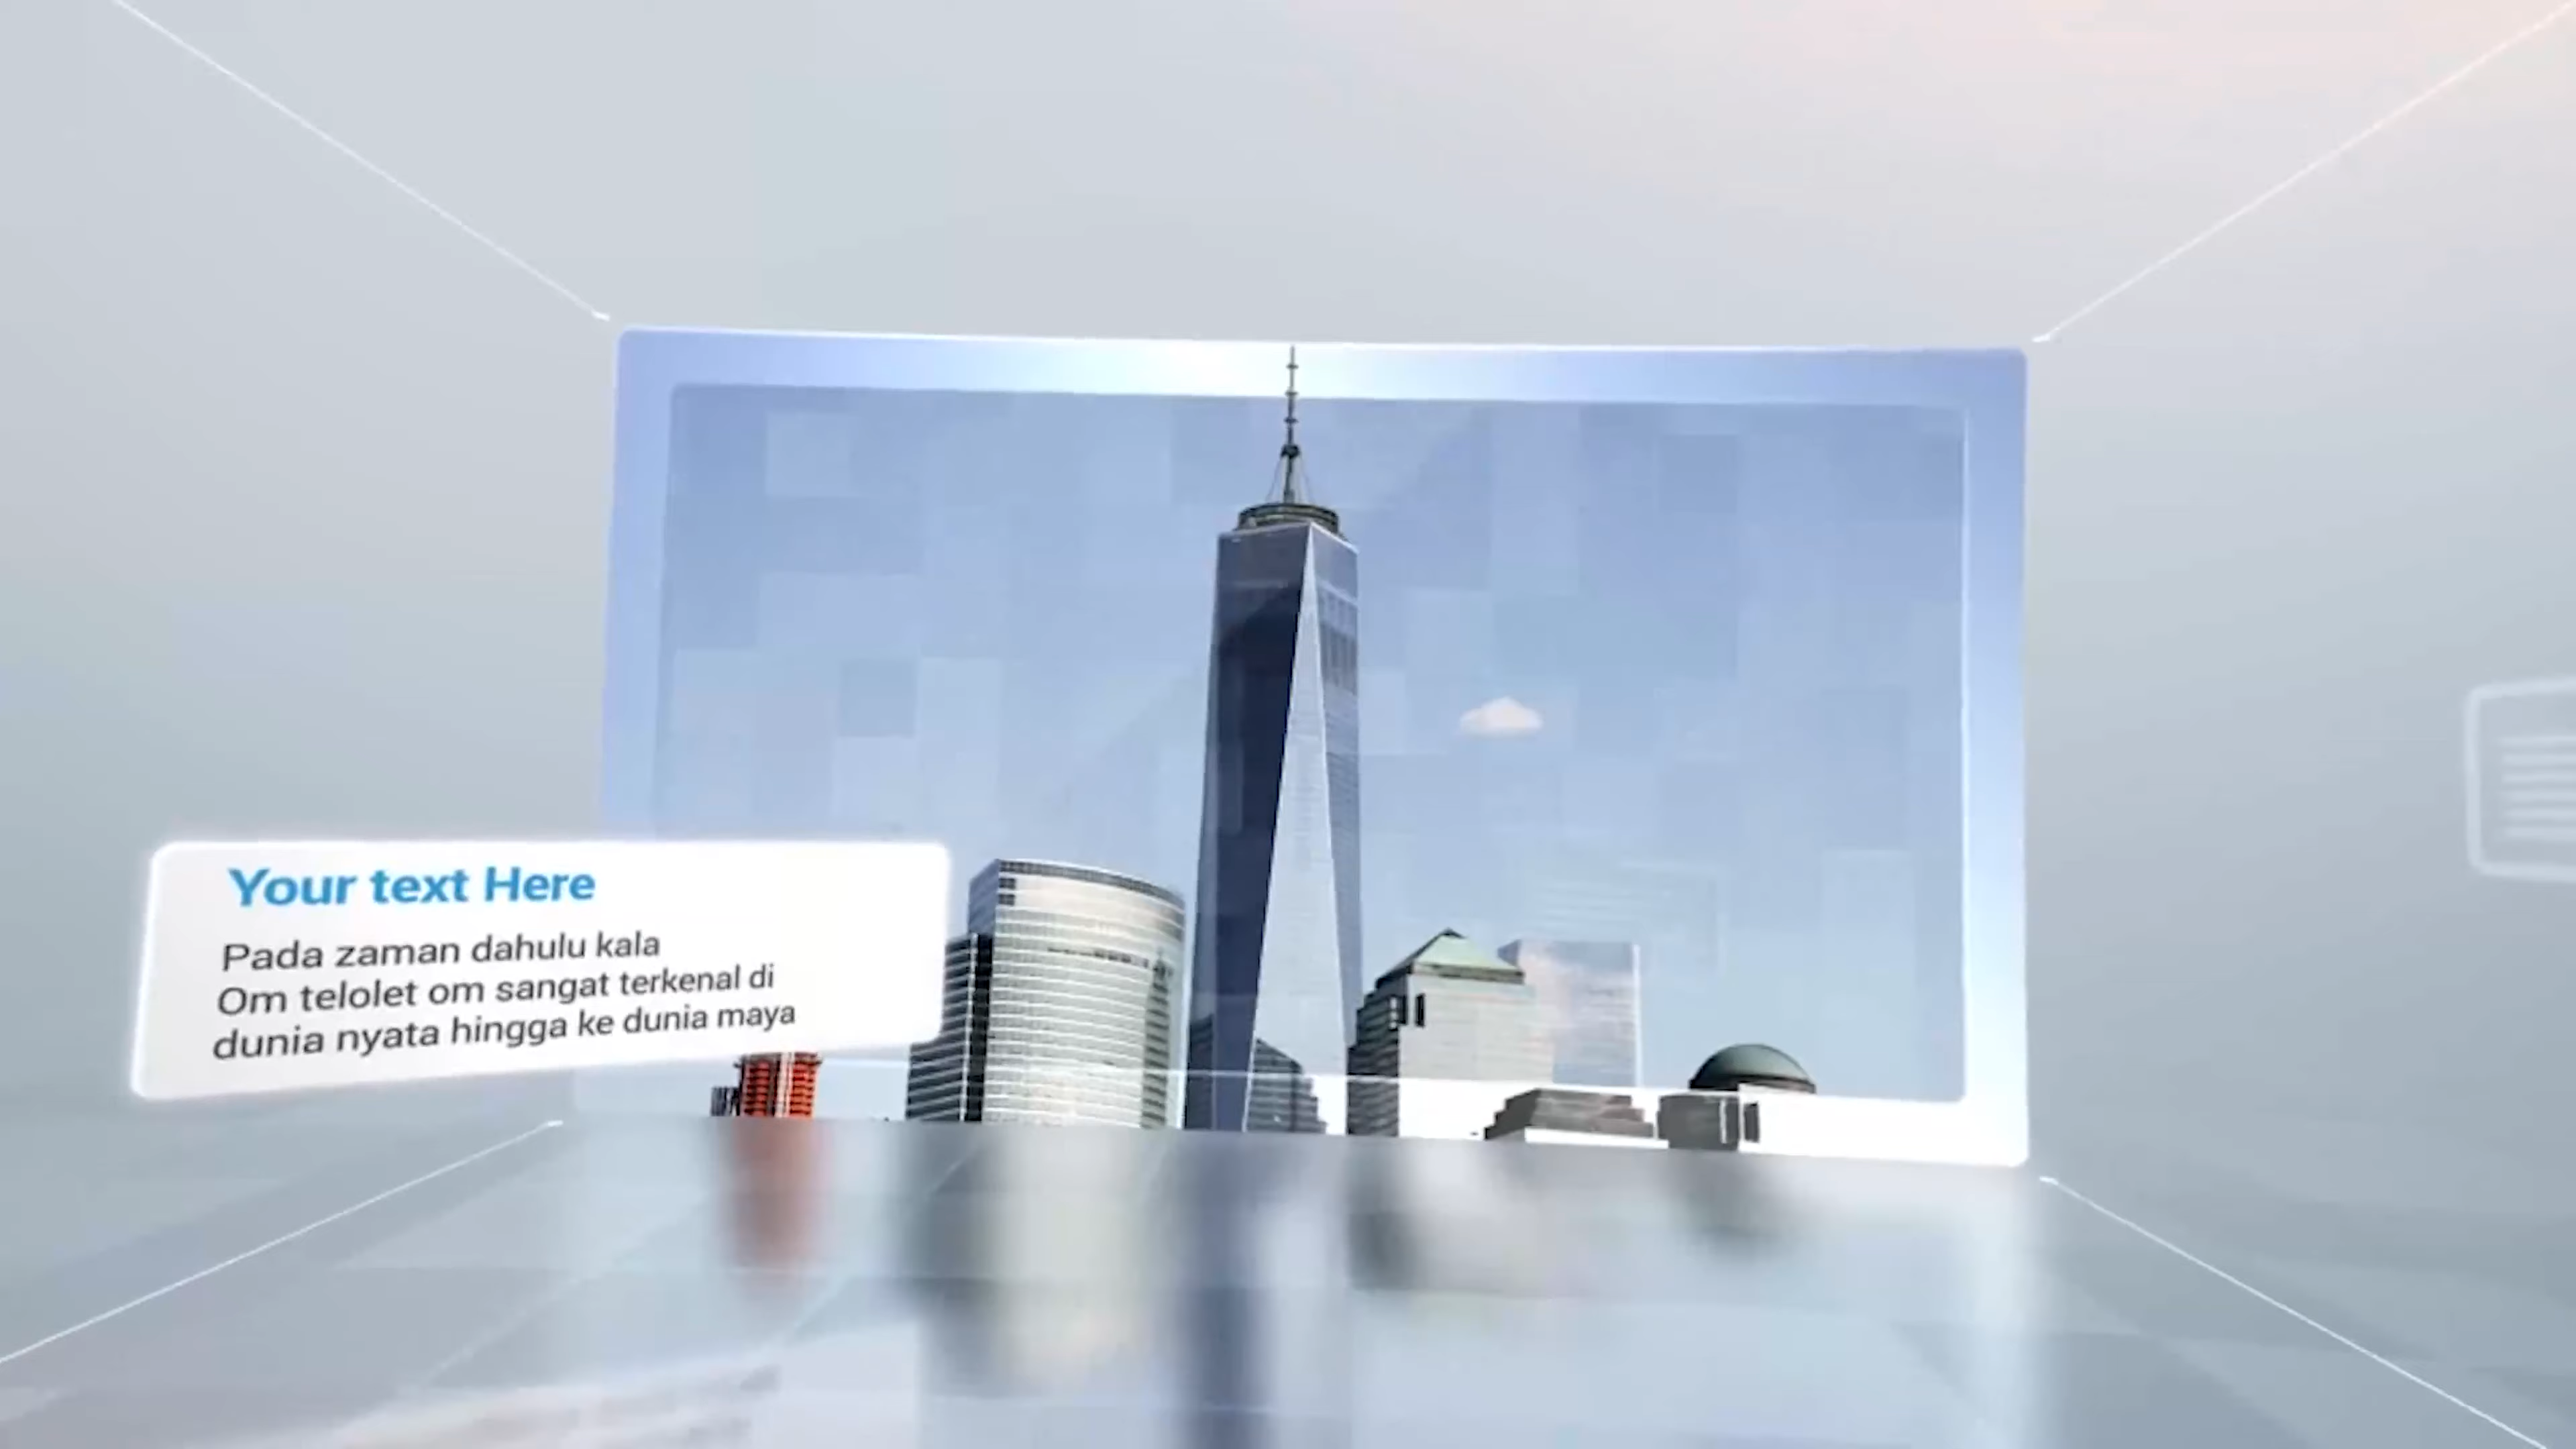 Your text Here
Pada zaman dahulu kala
Om telolet om sangat terkenal di
dunia nyata hingga ke dunia maya